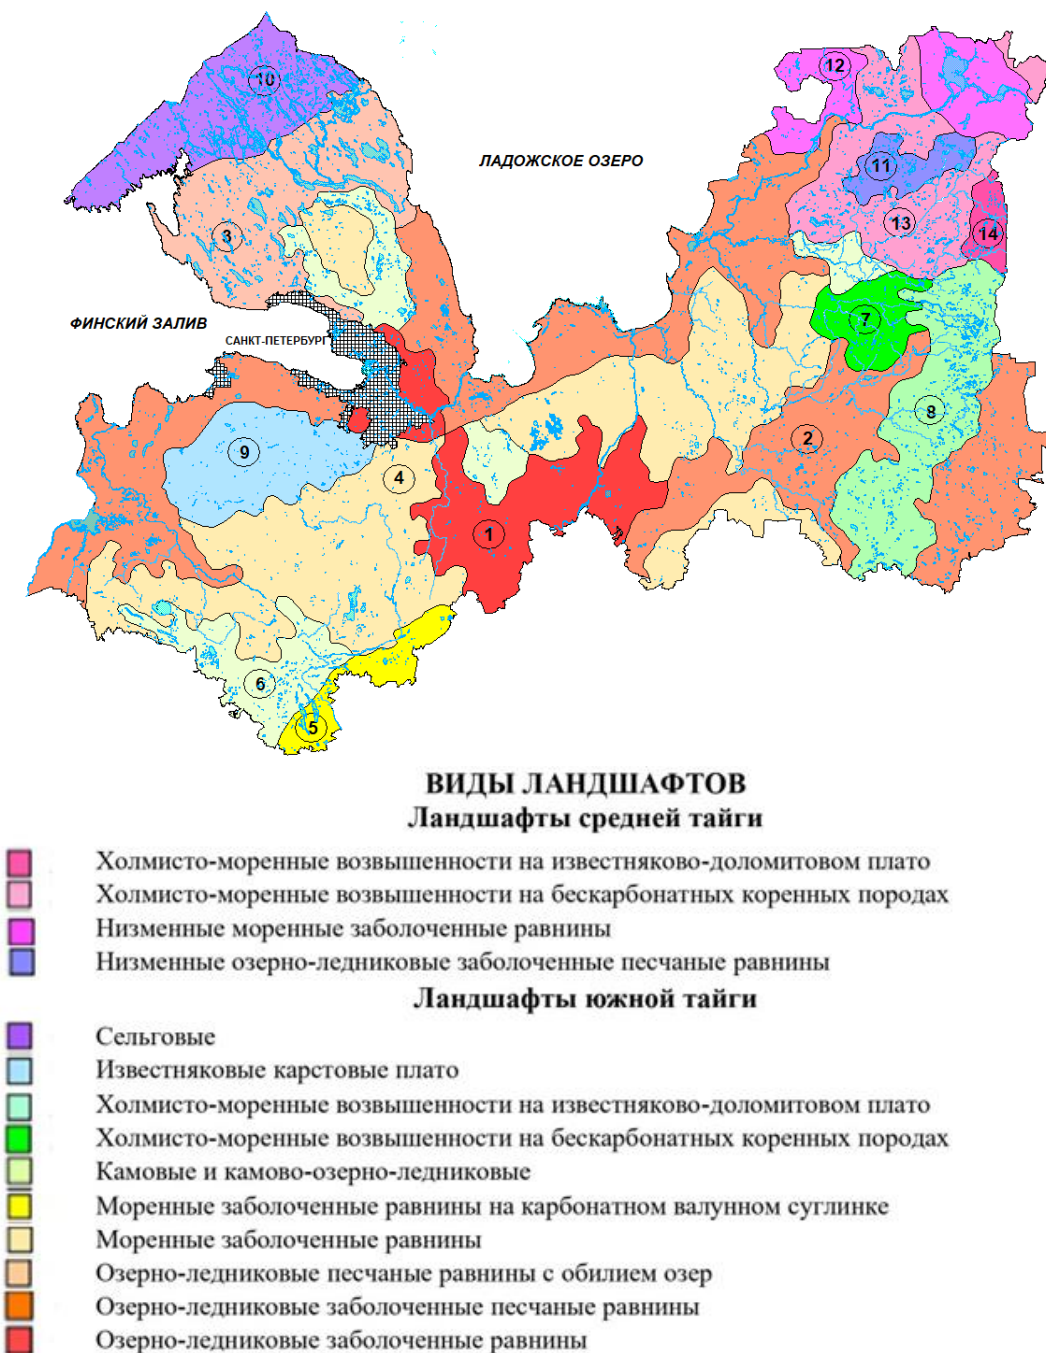 10
12
ЛАДОЖСКОЕ ОЗЕРО
11
13
14
3
ФИНСКИЙ ЗАЛИВ
САНКТ-ПЕТЕРБУРГ
7
8
2
9
4
1
6
5
ВИДЫ ЛАНДШАФТОВ
Ландшафты средней тайги
Холмисто-моренные возвышенности на известняково-доломитовом плато
Холмисто-моренные возвышенности на бескарбонатных коренных породах
Низменные моренные заболоченные равнины
Низменные озерно-ледниковые заболоченные песчаные равнины
Ландшафты южной тайги
Сельговые
Известняковые карстовые плато
Холмисто-моренные возвышенности на известняково-доломитовом плато
Холмисто-моренные возвышенности на бескарбонатных коренных породах
Камовые и камово-озерно-ледниковые
Моренные заболоченные равнины на карбонатном валунном суглинке
Моренные заболоченные равнины
Озерно-ледниковые песчаные равнины с обилием озер
Озерно-ледниковые заболоченные песчаные равнины
Озерно-ледниковые заболоченные равнины